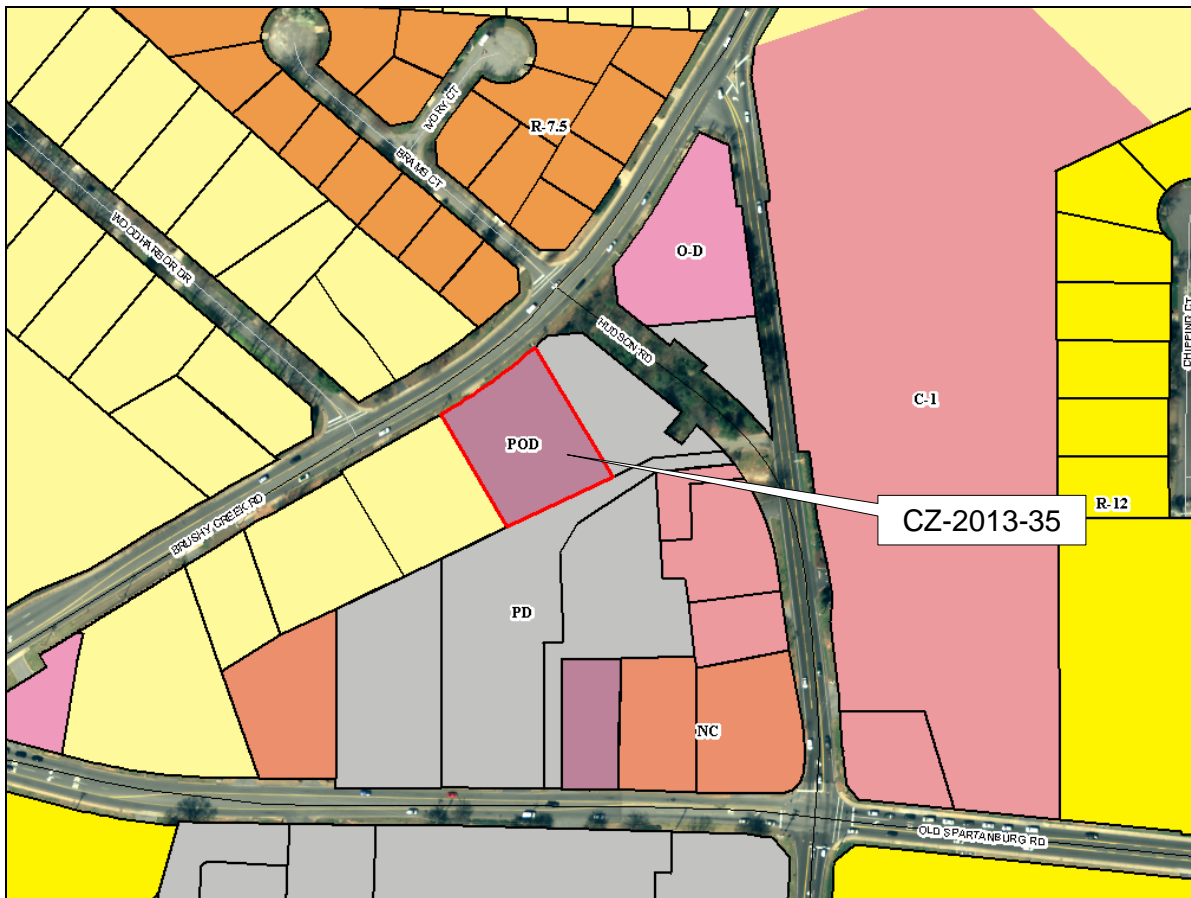 IVORY CT
R-7.5
BRAMS CT
WOODHARBOR DR
O-D
HUDSON RD
CHIPPING CT
C-1
POD
R-12
CZ-2013-35
BRUSHY CREEK RD
PD
NC
OLD SPARTANBURG RD